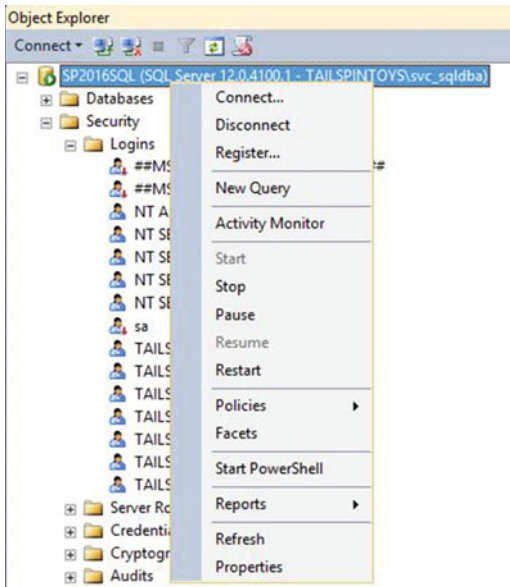 Object Explorer
Connect
SP2016SQL (SQL Server 12.0.4100.1 - TAILSPINTOYS\svc_sqldba)
Databases
Security
Logins
##MS
##
##MS
NT A
NT SE
NT SE
NT SE
NT SE
sa
TAILS
TAILS
TAILS
TAILS
TAILS
TAILS
TAILS
Server Ro
Credenti
Cryptogr
Audits
Connect...
Disconnect
Register...
New Query
Activity Monitor
Start
Stop
Pause
Resume
Restart
Policies
Facets
Start PowerShell
Reports
Refresh
Properties